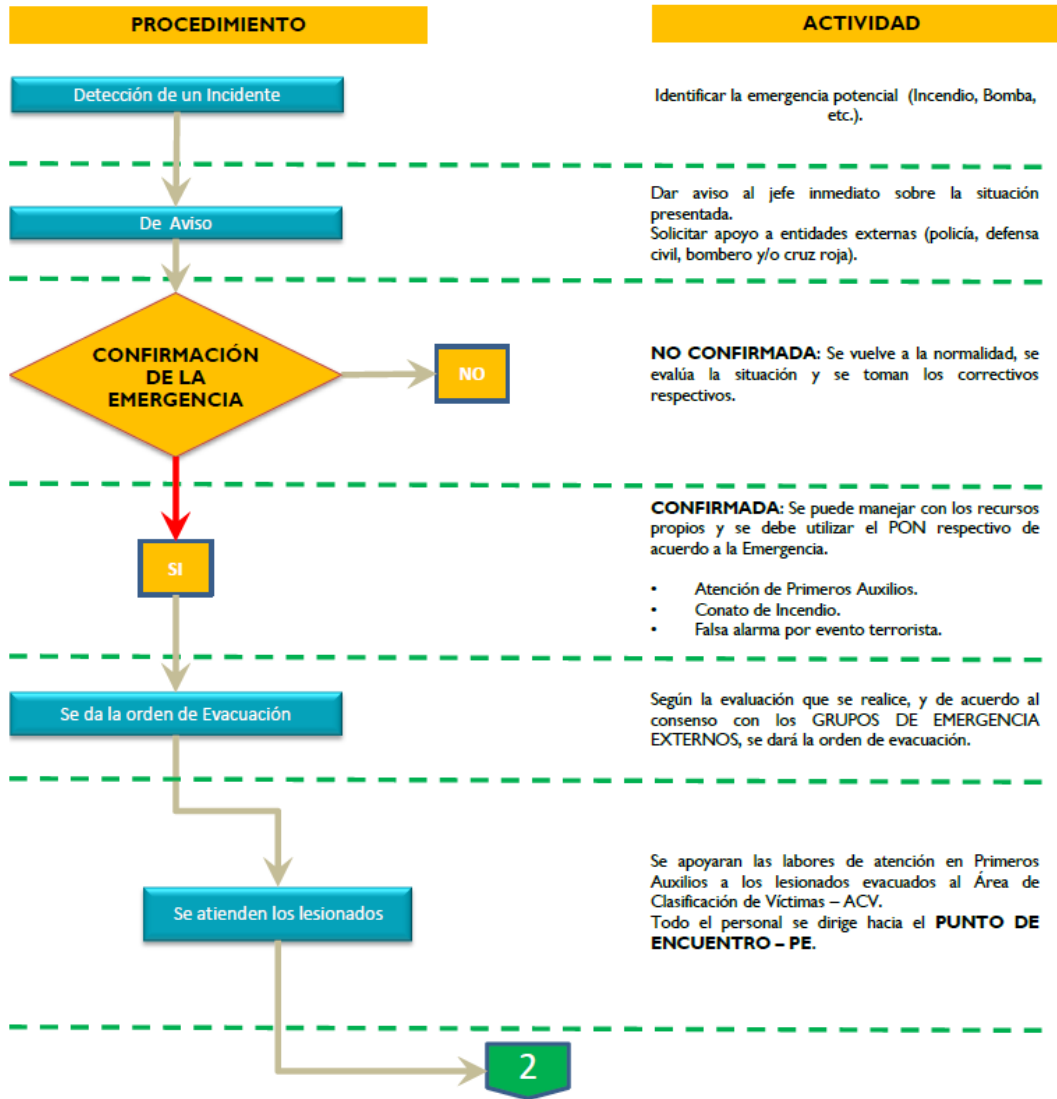 PROCEDIMIENTO
ACTIVIDAD
Detección de un Incidente
Identificar la emergencia potencial (Incendio, Bomba,
etc.).
De Aviso
Dar aviso al jefe inmediato sobre la situación
presentada.
Solicitar apoyo a entidades externas (policía, defensa
civil, bombero y/o cruz roja).
CONFIRMACIÓN
DE LA
EMERGENCIA
NO
NO CONFIRMADA: Se vuelve a la normalidad, se
evalúa la situación y se toman los correctivos
respectivos.
SI
CONFIRMADA: Se puede manejar con los recursos
propios y se debe utilizar el PON respectivo de
acuerdo a la Emergencia.
• Atención de Primeros Auxilios.
• Conato de Incendio.
• Falsa alarma por evento terrorista.
Se da la orden de Evacuación
Según la evaluación que se realice, y de acuerdo al
consenso con los GRUPOS DE EMERGENCIA
EXTERNOS, se dará la orden de evacuación.
Se atienden los lesionados
Se apoyaran las labores de atención en Primeros
Auxilios a los lesionados evacuados al Área de
Clasificación de Víctimas – ACV.
Todo el personal se dirige hacia el PUNTO DE
ENCUENTRO – PE.
2